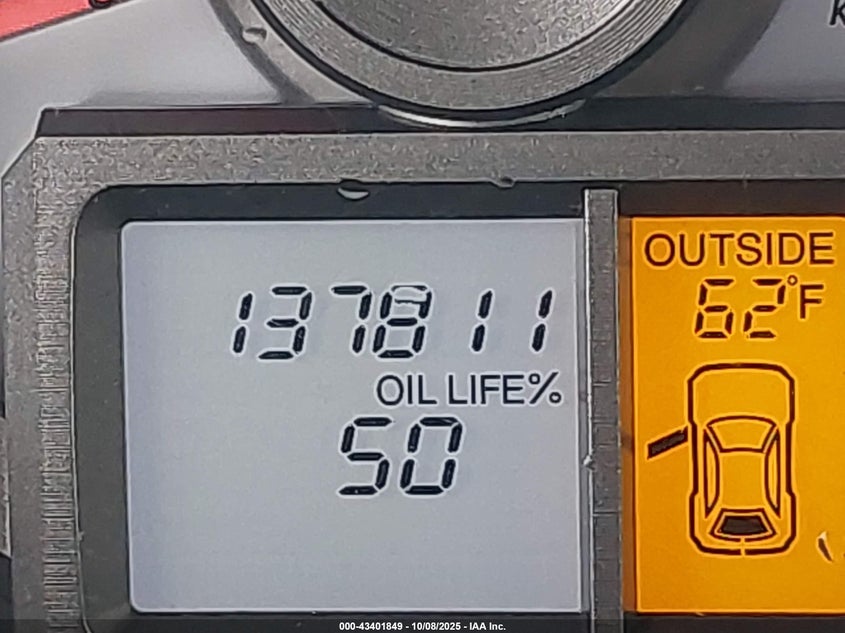 k
137811
OIL LIFE%
50
OUTSIDE
62°F
000-43401849 - 10/08/2025 - IAA Inc.